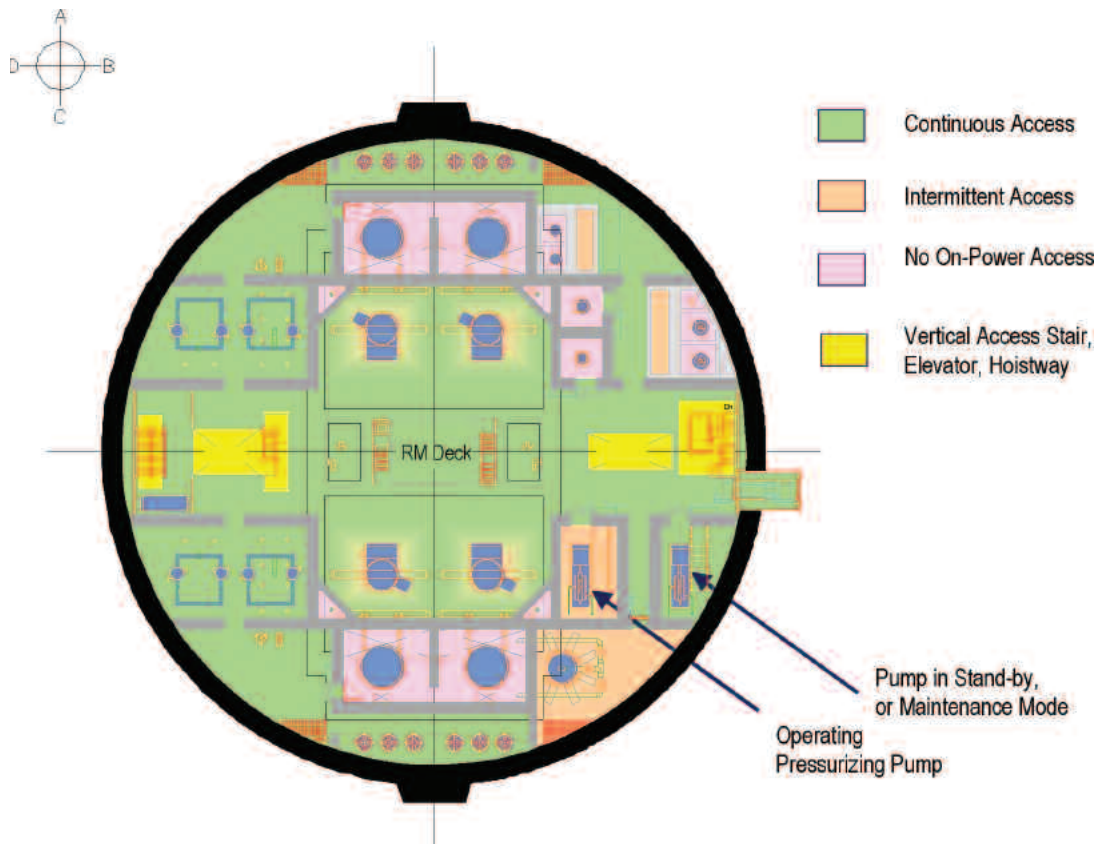 A
D B
C
Continuous Access
Intermittent Access
No On-Power Access
Vertical Access Stair,
Elevator, Hoistway
RM Deck
Pump in Stand-by,
or Maintenance Mode
Operating
Pressurizing Pump